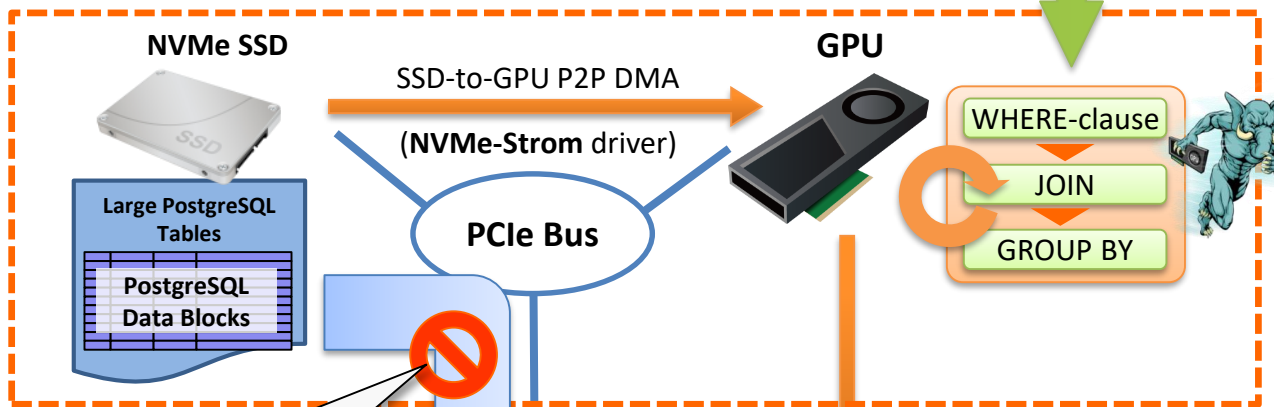 NVMe SSD
GPU
SSD-to-GPU P2P DMA
(NVMe-Strom driver)
SSD
WHERE-clause
JOIN
GROUP BY
Large PostgreSQL
Tables
PCIe Bus
PostgreSQL
Data Blocks